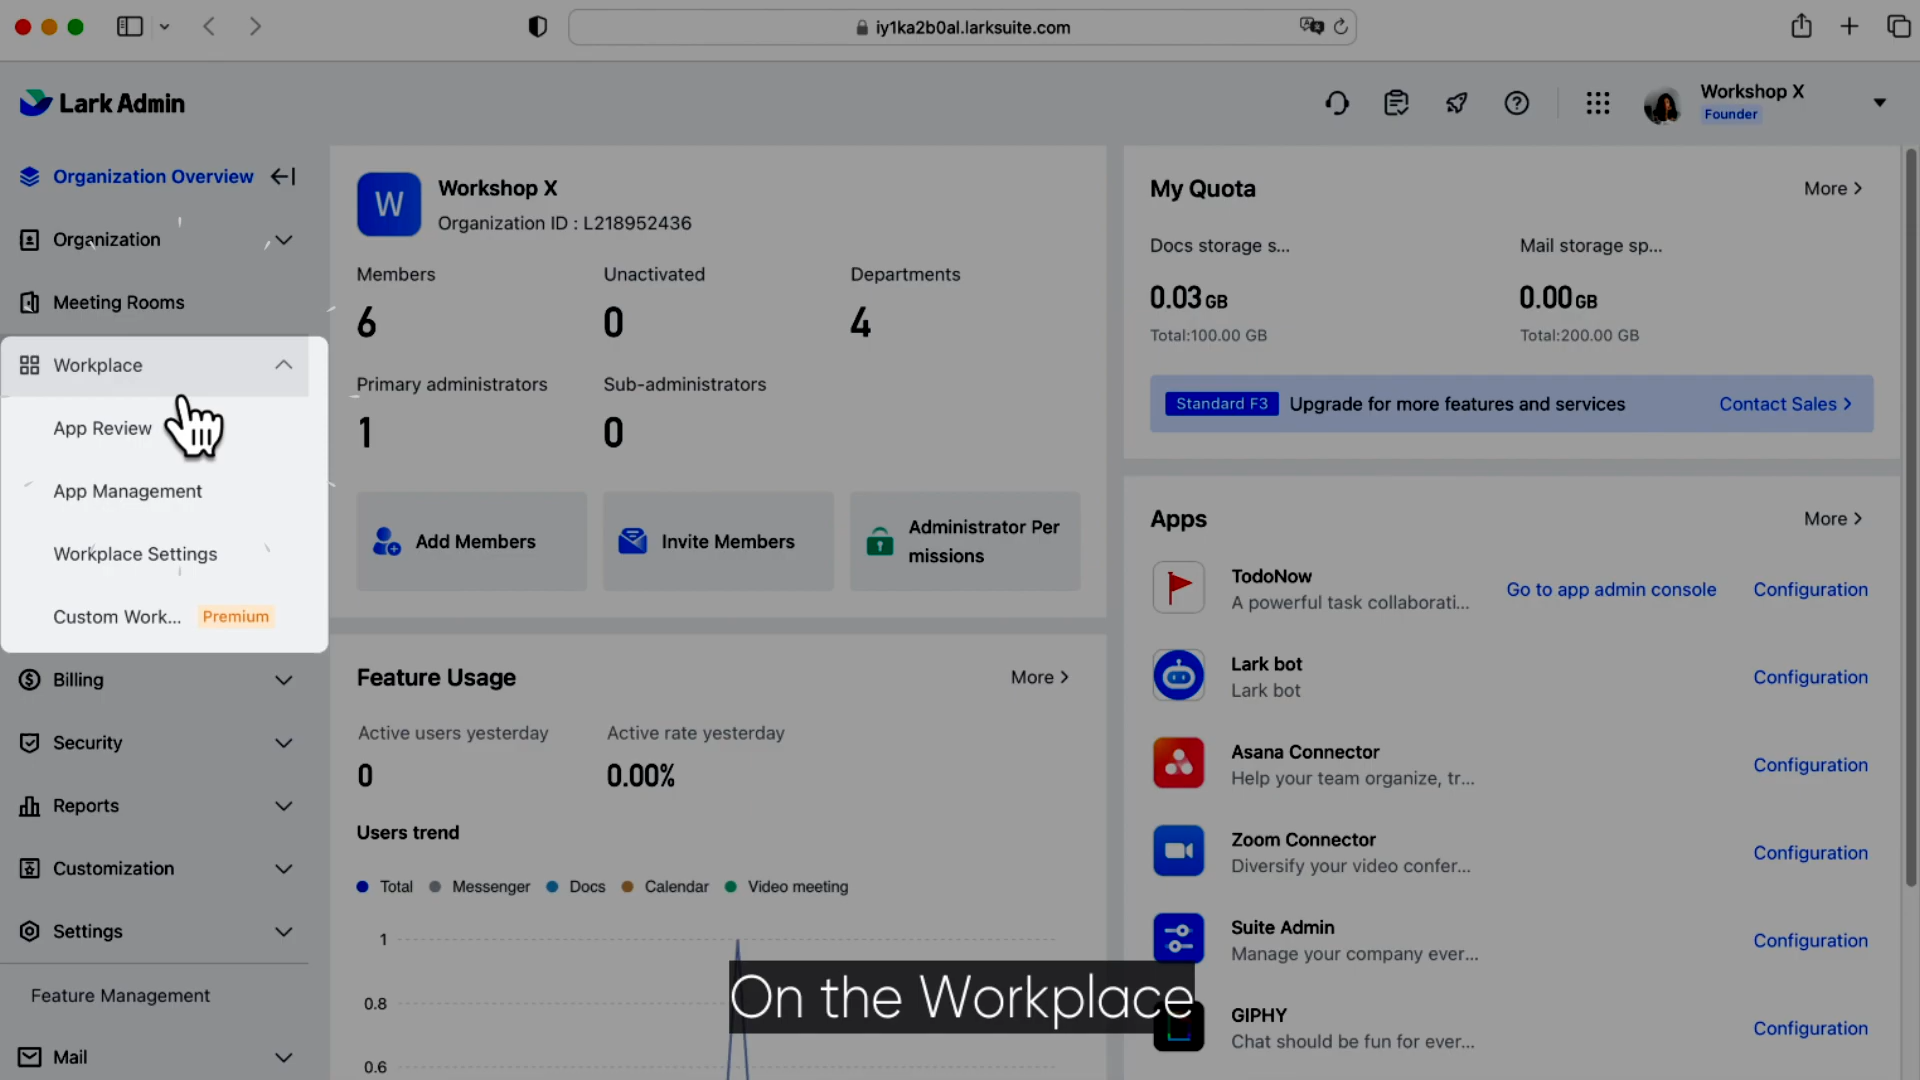 iy1ka2b0al.larksuite.com
Lark Admin
Workshop X
Founder
Organization Overview
Organization
Meeting Rooms
Workplace
App Review
App Management
Workplace Settings
Custom Work... Premium
Billing
Security
Reports
Customization
Settings
Feature Management
Mail
W
Workshop X
Organization ID : L218952436
Members
6
Unactivated
0
Departments
4
Primary administrators
1
Sub-administrators
0
Add Members
Invite Members
Administrator Per
missions
Feature Usage
More
Active users yesterday
0
Active rate yesterday
0.00%
Users trend
Total Messenger Docs Calendar Video meeting
1
0.8
0.6
My Quota
More
Docs storage s...
0.03 GB
Total:100.00 GB
Mail storage sp...
0.00 GB
Total:200.00 GB
Standard F3 Upgrade for more features and services Contact Sales
Apps
More
TodoNow
A powerful task collaborati...
Go to app admin console Configuration
Lark bot
Lark bot
Configuration
Asana Connector
Help your team organize, tr...
Configuration
Zoom Connector
Diversify your video confer...
Configuration
Suite Admin
Manage your company ever...
Configuration
GIPHY
Chat should be fun for ever...
Configuration
On the Workplace